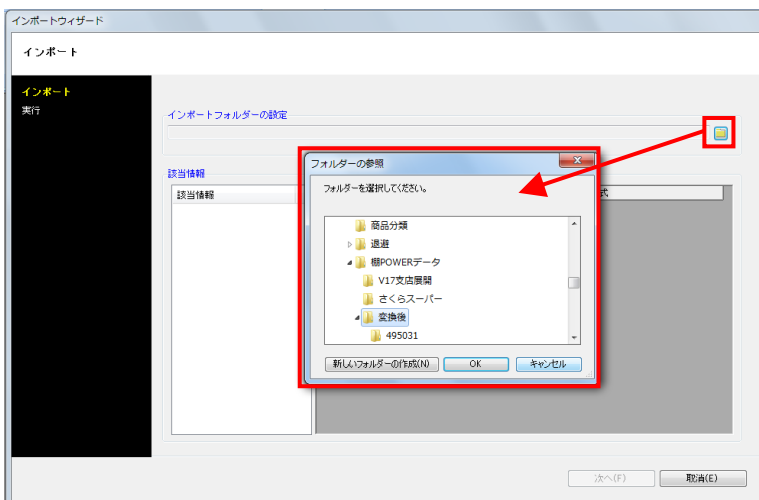 インポートウィザード
インポート
インポート
実行
インポートフォルダーの設定
フォルダーの参照
フォルダーを選択してください。
商品分類
退避
棚POWERデータ
V17支店展開
さくらスーパー
変換後
495031
新しいフォルダーの作成(N)
OK
キャンセル
該当情報
該当情報
式
次へ(F)
取消(E)